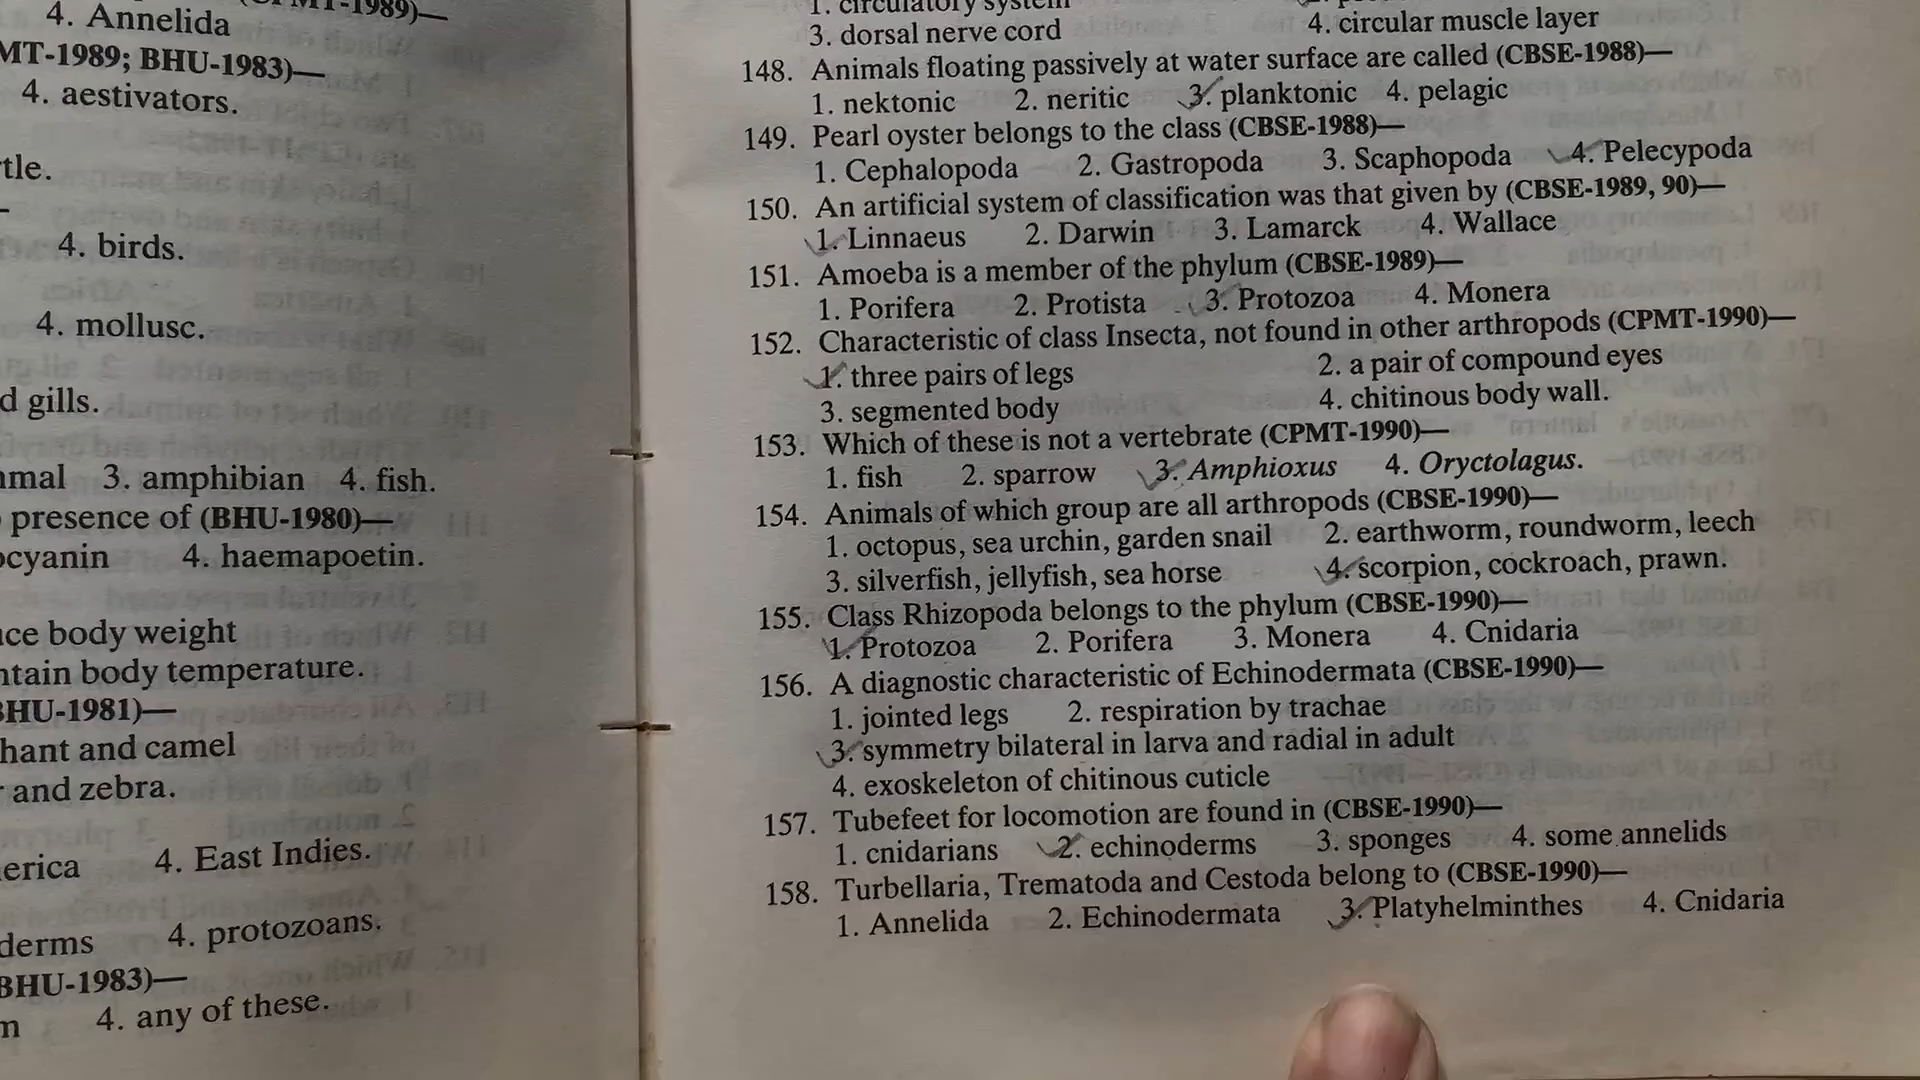 4. Annelida
MT-1989; BHU-1983)—
4. aestivators.
tle.
4. birds.
4. mollusc.
d gills.
3. amphibian 4. fish.
presence of (BHU-1980)—
4. haemapoetin.
body weight
body temperature.
HU-1981)—
and camel
and zebra.
4. East Indies.
4. protozoans.
BHU-1983)—
4. any of these.
1. circulatory system
3. dorsal nerve cord 4. circular muscle layer
148. Animals floating passively at water surface are called (CBSE-1988)—
1. nektonic 2. neritic 3. planktonic 4. pelagic
149. Pearl oyster belongs to the class (CBSE-1988)—
1. Cephalopoda 2. Gastropoda 3. Scaphopoda 4. Pelecypoda
150. An artificial system of classification was that given by (CBSE-1989, 90)—
1. Linnaeus 2. Darwin 3. Lamarck 4. Wallace
151. Amoeba is a member of the phylum (CBSE-1989)—
1. Porifera 2. Protista 3. Protozoa 4. Monera
152. Characteristic of class Insecta, not found in other arthropods (CPMT-1990)—
1. three pairs of legs 2. a pair of compound eyes
3. segmented body 4. chitinous body wall.
153. Which of these is not a vertebrate (CPMT-1990)—
1. fish 2. sparrow 3. Amphioxus 4. Oryctolagus.
154. Animals of which group are all arthropods (CBSE-1990)—
1. octopus, sea urchin, garden snail 2. earthworm, roundworm, leech
3. silverfish, jellyfish, sea horse 4. scorpion, cockroach, prawn.
155. Class Rhizopoda belongs to the phylum (CBSE-1990)—
1. Protozoa 2. Porifera 3. Monera 4. Cnidaria
156. A diagnostic characteristic of Echinodermata (CBSE-1990)—
1. jointed legs 2. respiration by trachae
3. symmetry bilateral in larva and radial in adult
4. exoskeleton of chitinous cuticle
157. Tubefeet for locomotion are found in (CBSE-1990)—
1. cnidarians 2. echinoderms 3. sponges 4. some annelids
158. Turbellaria, Trematoda and Cestoda belong to (CBSE-1990)—
1. Annelida 2. Echinodermata 3. Platyhelminthes 4. Cnidaria